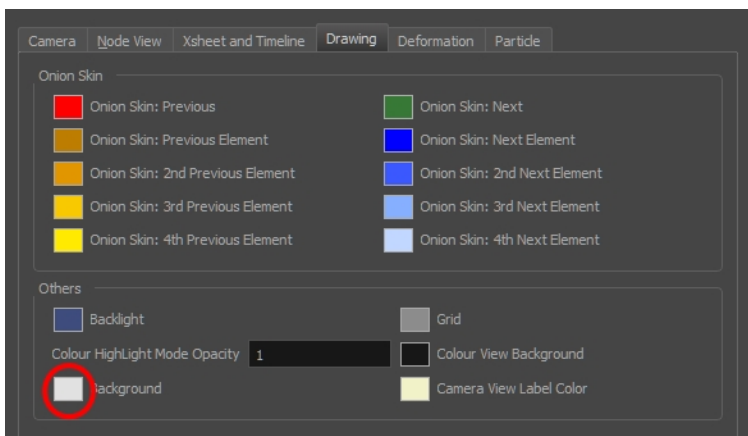 Camera Node View Xsheet and Timeline Drawing Deformation Particle
Onion Skin
Onion Skin: Previous Onion Skin: Next
Onion Skin: Previous Element Onion Skin: Next Element
Onion Skin: 2nd Previous Element Onion Skin: 2nd Next Element
Onion Skin: 3rd Previous Element Onion Skin: 3rd Next Element
Onion Skin: 4th Previous Element Onion Skin: 4th Next Element
Others
Backlight Grid
Colour HighLight Mode Opacity 1 Colour View Background
Background Camera View Label Color